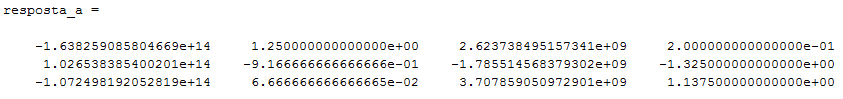 resposta_a =
-1.638259085804669e+14 1.250000000000000e+00 2.623738495157341e+09 2.000000000000000e-01
1.026538385400201e+14 -9.166666666666666e-01 -1.785514568379302e+09 -1.325000000000000e+00
-1.072498192052819e+14 6.666666666666665e-02 3.707859050972901e+09 1.137500000000000e+00